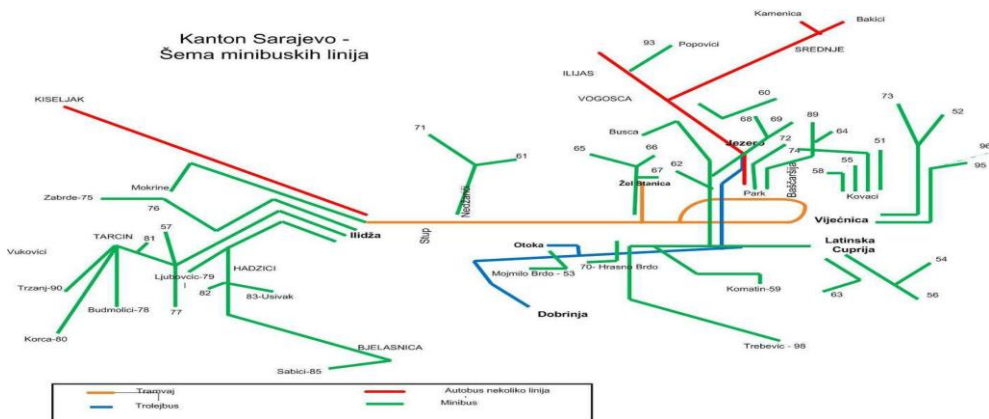 Kanton Sarajevo -
Šema minibuskih linija
Kamenica
Bakici
93
Popovici
SREDNJE
ILIJAS
KISELJAK
VOGOSCA
60
73
52
71
Busca
68
69
89
Jezero
72
64
65
66
61
62
74
51
96
95
67
55
58
Zel Stanica
Mokrine
Zabrde-75
76
Nedzarici
Park
Baščaršija
Kovaci
Vijećnica
Stup
Ilidža
57
TARCIN
81
Vukovici
Otoka
Latinska
Cuprija
Ljubovcic-79
HADZICI
Mojmilo Brdo - 53
70- Hrasno Brdo
54
Trzanj-90
82
83-Usivak
Komatin-59
63
56
Budmolici-78
77
Dobrinja
Korca-80
BJELASNICA
Trebevic - 98
Sabici-85
Tramvaj
Autobus nekoliko linija
Trolejbus
Minibus